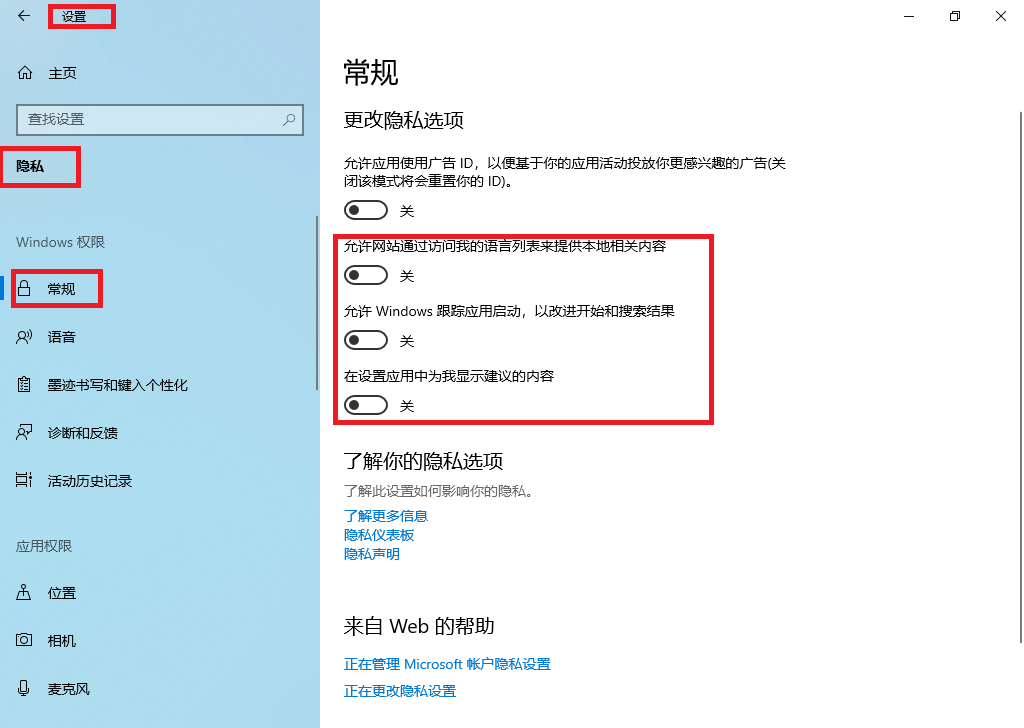 设置
主页
查找设置
隐私
Windows 权限
常规
语音
墨迹书写和键入个性化
诊断和反馈
活动历史记录
应用权限
位置
相机
麦克风
常规
更改隐私选项
允许应用使用广告 ID，以便基于你的应用活动投放你更感兴趣的广告(关
闭该模式将会重置你的 ID)。
关
允许网站通过访问我的语言列表来提供本地相关内容
关
允许 Windows 跟踪应用启动，以改进开始和搜索结果
关
在设置应用中为我显示建议的内容
关
了解你的隐私选项
了解此设置如何影响你的隐私。
了解更多信息
隐私仪表板
隐私声明
来自 Web 的帮助
正在管理 Microsoft 帐户隐私设置
正在更改隐私设置